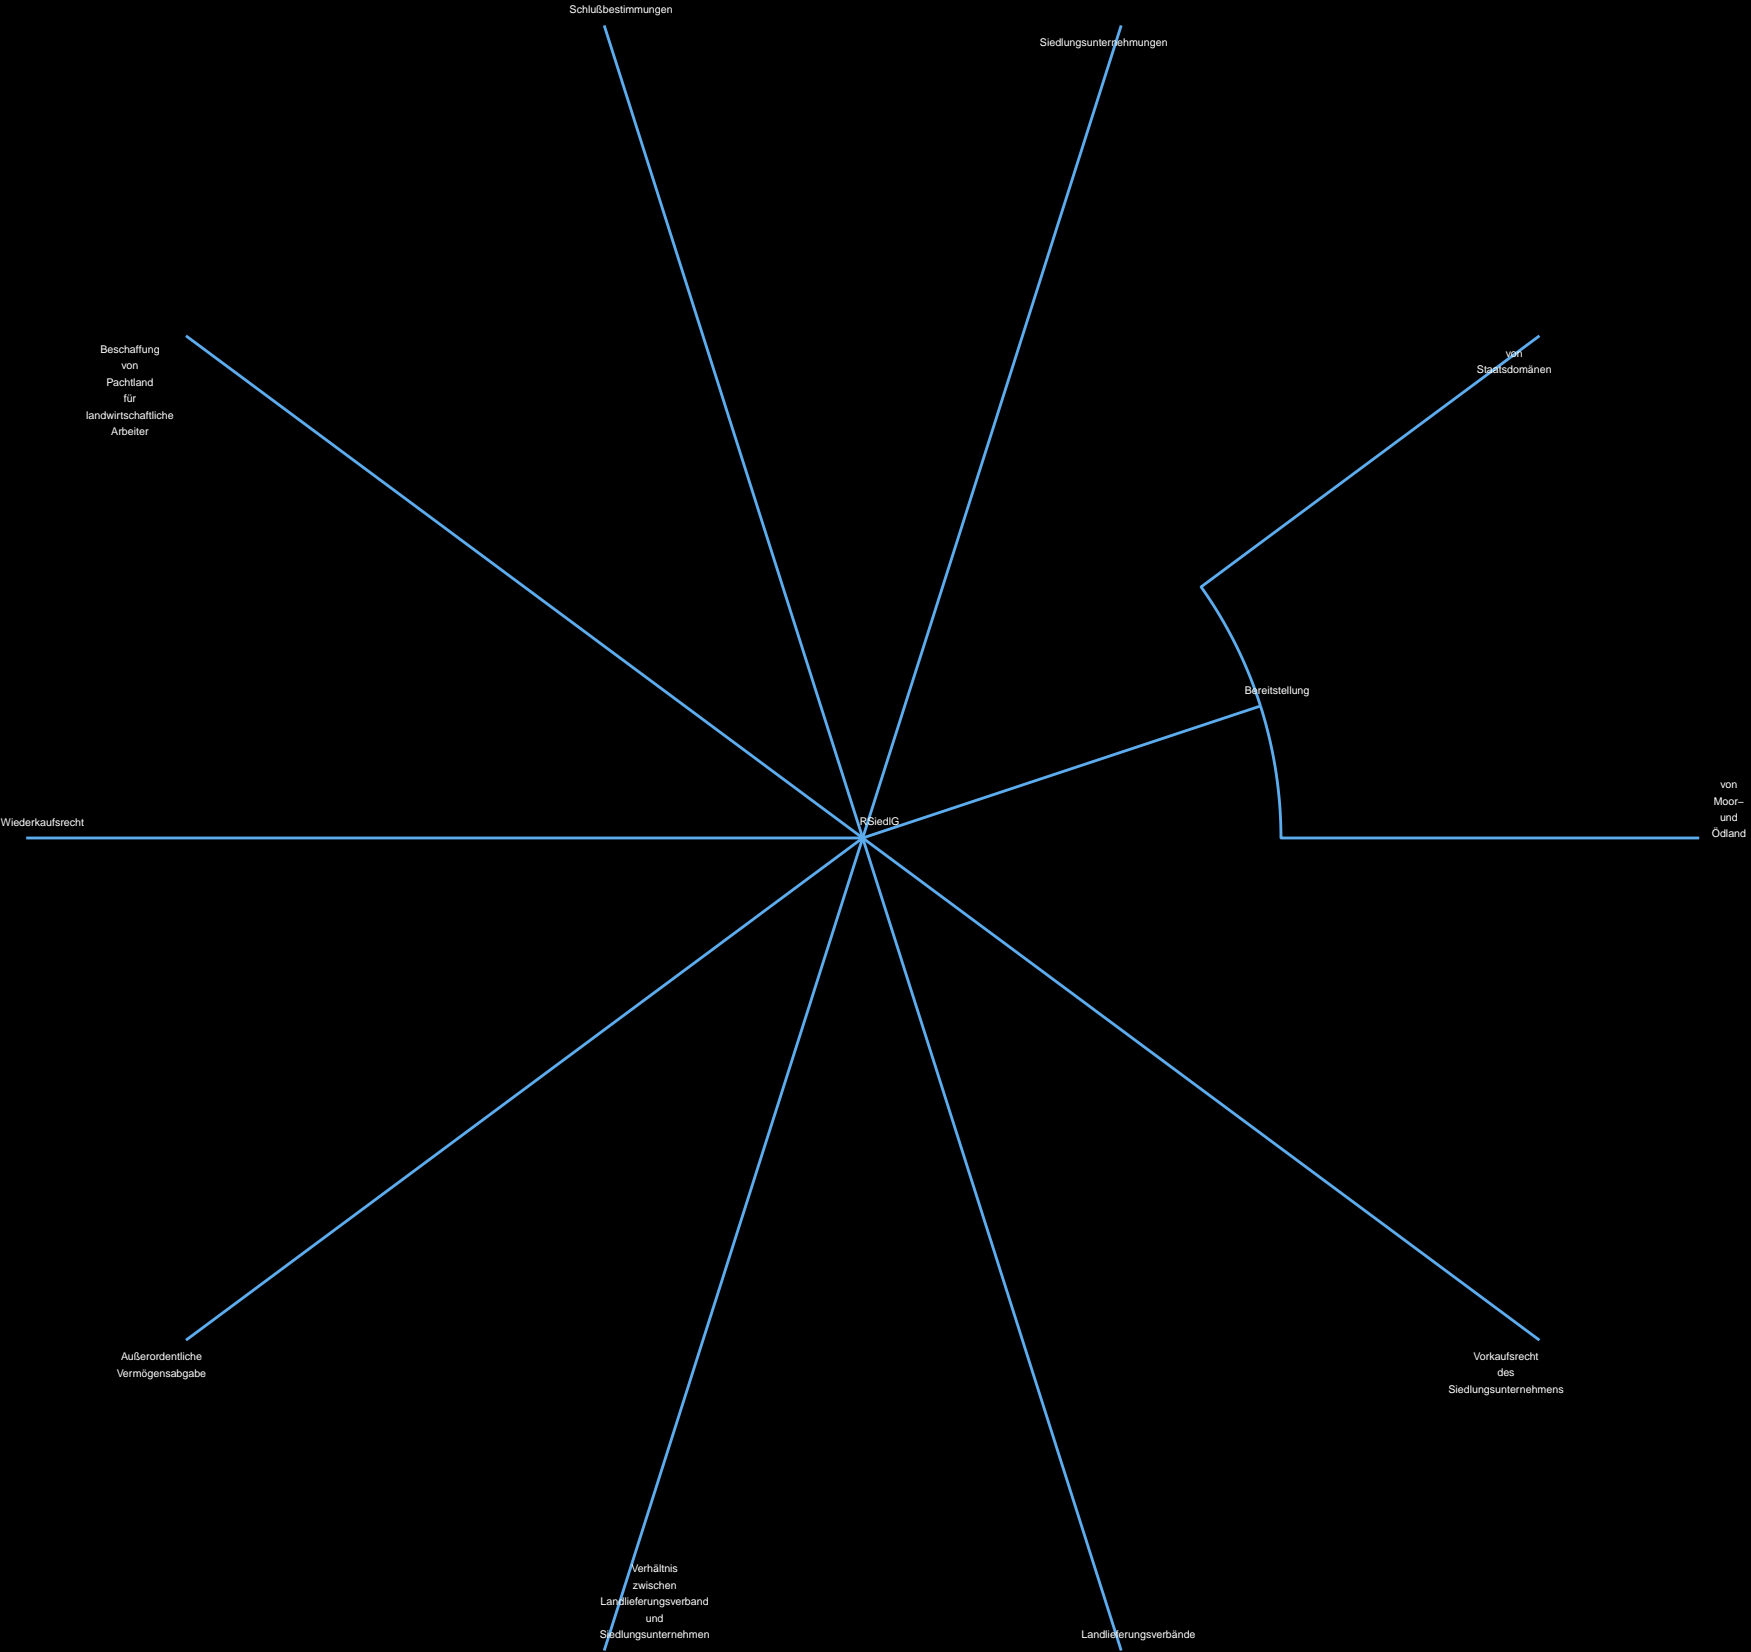 Schlußbestimmungen
Siedlungsunternehmungen
Beschaffung
von
Pachtland
für
landwirtschaftliche
Arbeiter
von
Staatsdomänen
Bereitstellung
von
Moor–
und
Ödland
Wiederkaufsrecht
RSiedlG
Außerordentliche
Vermögensabgabe
Vorkaufsrecht
des
Siedlungsunternehmens
Verhältnis
zwischen
Landlieferungsverband
und
Siedlungsunternehmen
Landlieferungsverbände